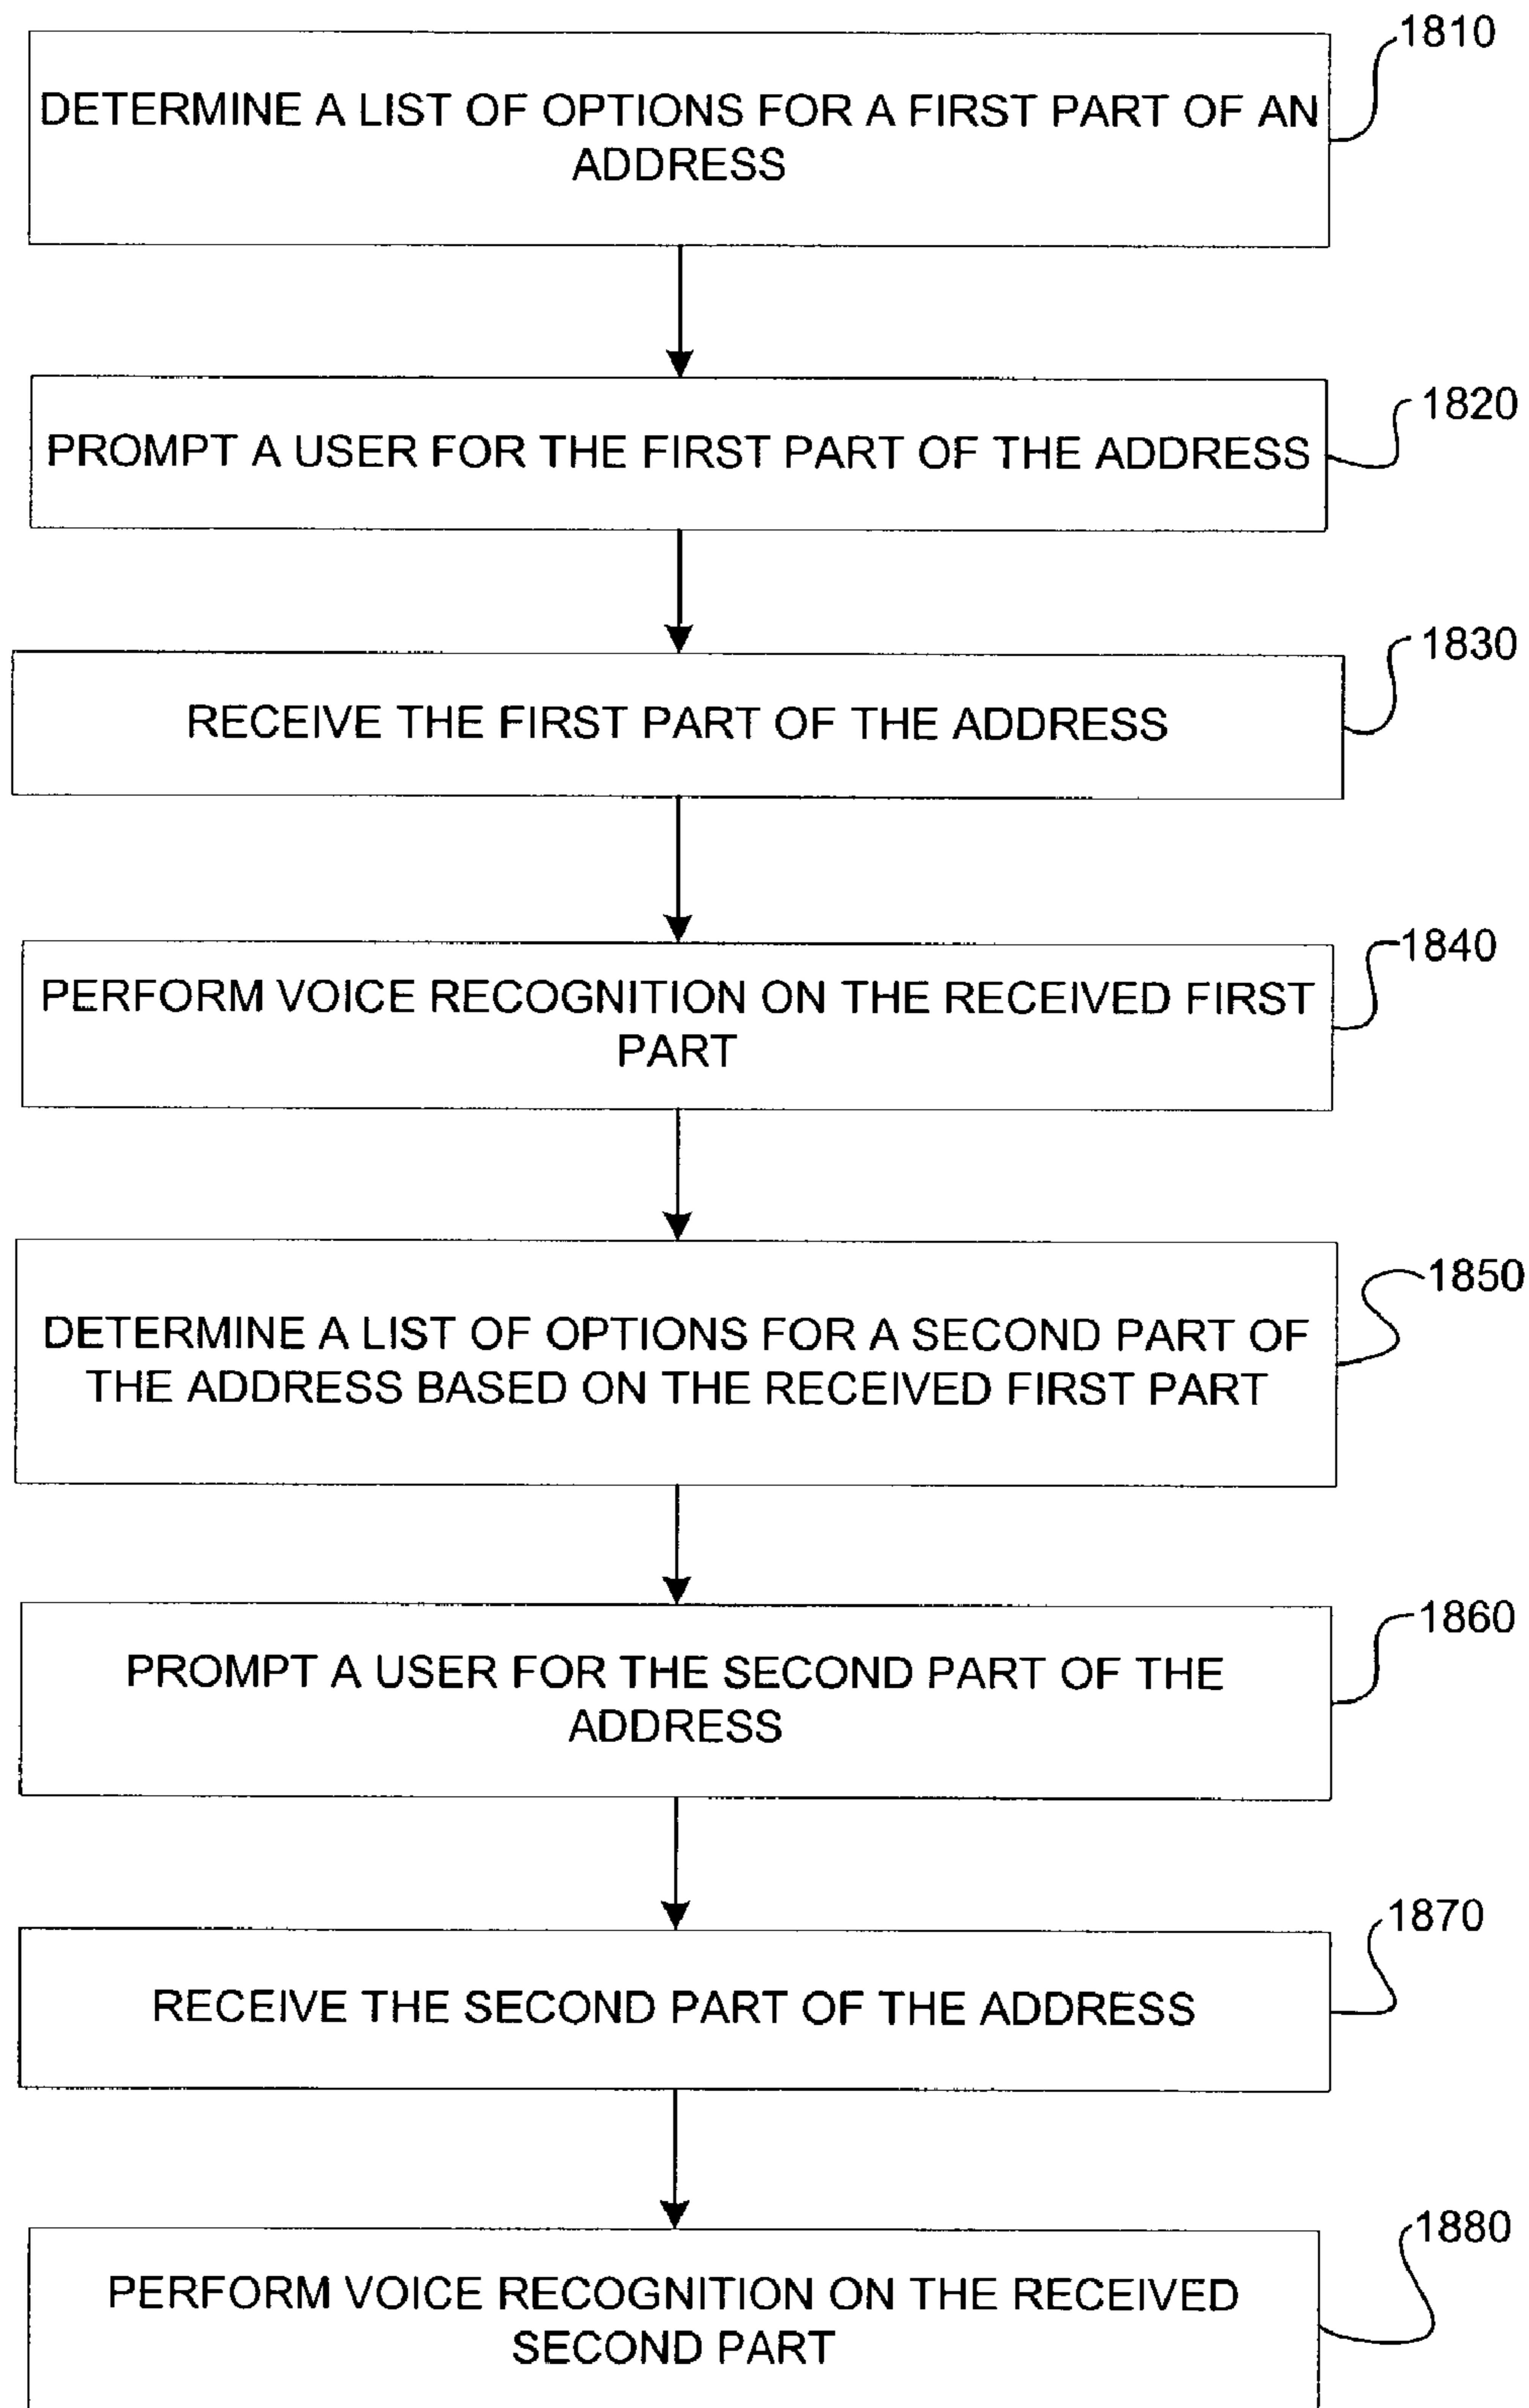 1810
DETERMINE A LIST OF OPTIONS FOR A FIRST PART OF AN
ADDRESS
1820
PROMPT A USER FOR THE FIRST PART OF THE ADDRESS
1830
RECEIVE THE FIRST PART OF THE ADDRESS
1840
PERFORM VOICE RECOGNITION ON THE RECEIVED FIRST
PART
1850
DETERMINE A LIST OF OPTIONS FOR A SECOND PART OF
THE ADDRESS BASED ON THE RECEIVED FIRST PART
1860
PROMPT A USER FOR THE SECOND PART OF THE
ADDRESS
1870
RECEIVE THE SECOND PART OF THE ADDRESS
1880
PERFORM VOICE RECOGNITION ON THE RECEIVED
SECOND PART